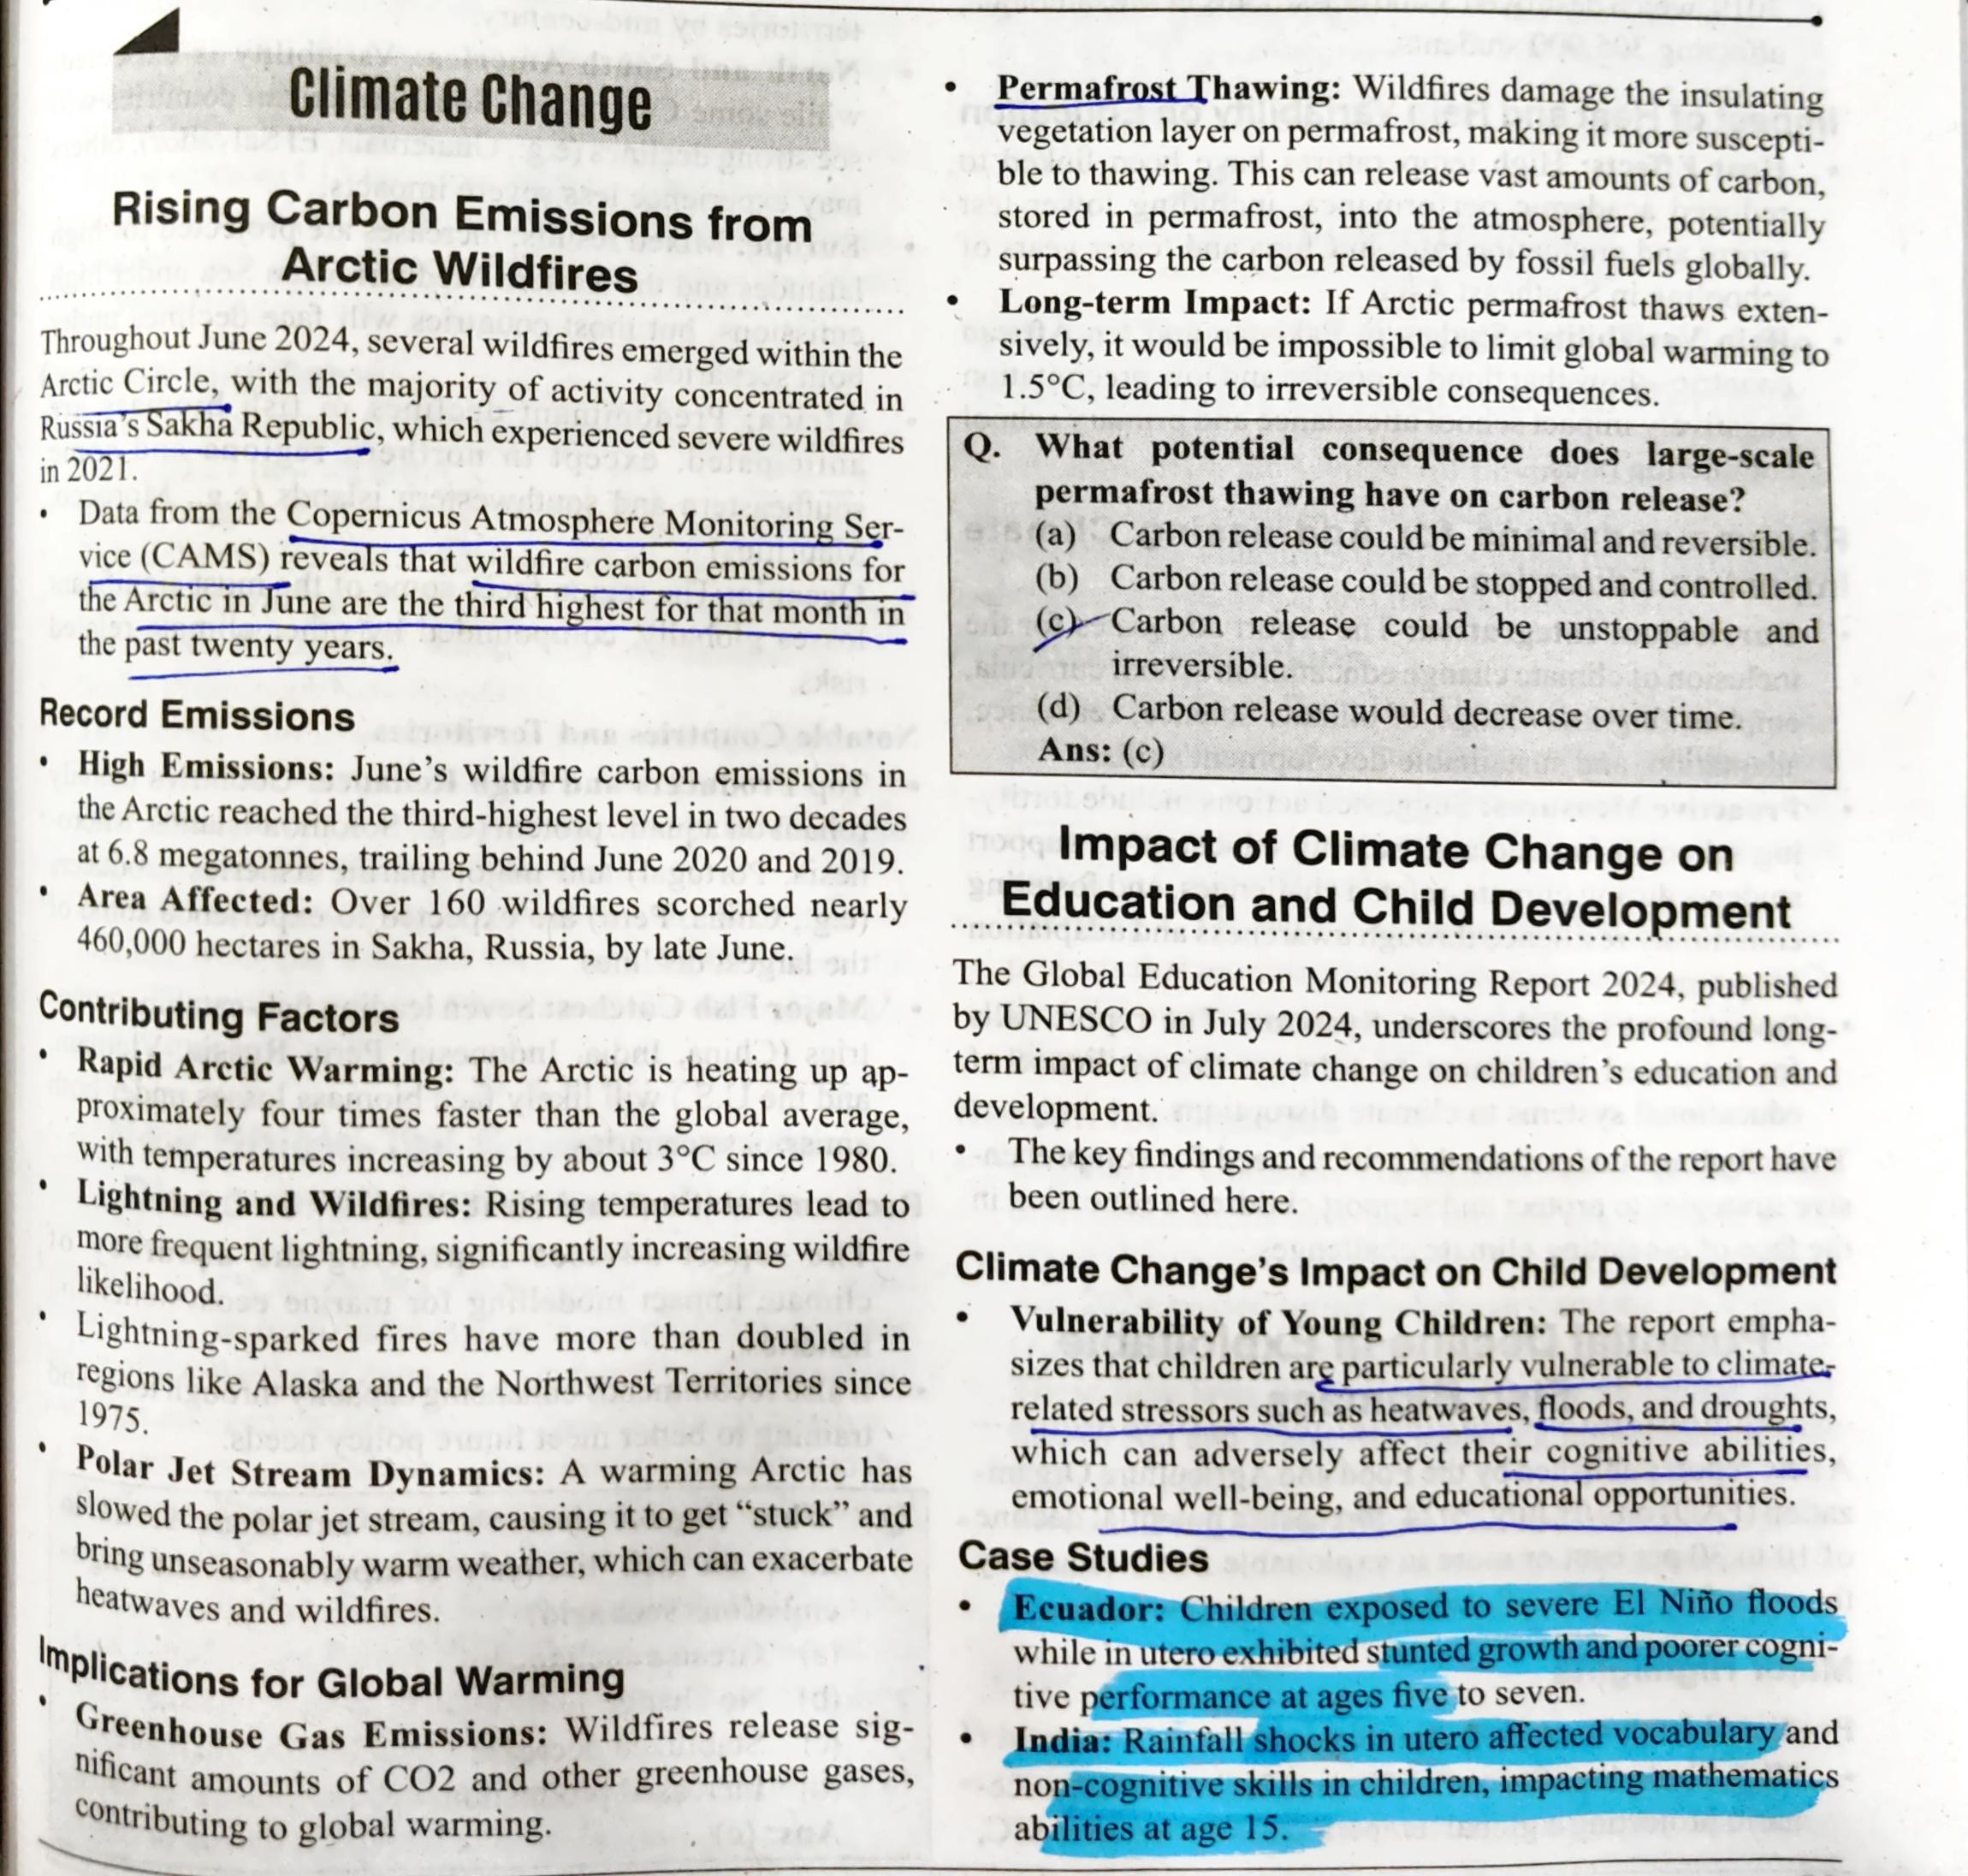 Climate Change
Rising Carbon Emissions from
Arctic Wildfires
Throughout June 2024, several wildfires emerged within the
Arctic Circle, with the majority of activity concentrated in
Russia's Sakha Republic, which experienced severe wildfires
in 2021.
• Data from the Copernicus Atmosphere Monitoring Ser-
vice (CAMS) reveals that wildfire carbon emissions for
the Arctic in June are the third highest for that month in
the past twenty years.
Record Emissions
• High Emissions: June's wildfire carbon emissions in
the Arctic reached the third-highest level in two decades
at 6.8 megatonnes, trailing behind June 2020 and 2019.
• Area Affected: Over 160 wildfires scorched nearly
460,000 hectares in Sakha, Russia, by late June.
Contributing Factors
• Rapid Arctic Warming: The Arctic is heating up ap-
proximately four times faster than the global average,
with temperatures increasing by about 3°C since 1980.
• Lightning and Wildfires: Rising temperatures lead to
more frequent lightning, significantly increasing wildfire
likelihood.
• Lightning-sparked fires have more than doubled in
regions like Alaska and the Northwest Territories since
1975.
• Polar Jet Stream Dynamics: A warming Arctic has
slowed the polar jet stream, causing it to get "stuck" and
bring unseasonably warm weather, which can exacerbate
heatwaves and wildfires.
Implications for Global Warming
• Greenhouse Gas Emissions: Wildfires release sig-
nificant amounts of CO2 and other greenhouse gases,
contributing to global warming.
• Permafrost Thawing: Wildfires damage the insulating
vegetation layer on permafrost, making it more suscepti-
ble to thawing. This can release vast amounts of carbon,
stored in permafrost, into the atmosphere, potentially
surpassing the carbon released by fossil fuels globally.
• Long-term Impact: If Arctic permafrost thaws exten-
sively, it would be impossible to limit global warming to
1.5°C, leading to irreversible consequences.
Q. What potential consequence does large-scale
permafrost thawing have on carbon release?
(a) Carbon release could be minimal and reversible.
(b) Carbon release could be stopped and controlled.
(c) Carbon release could be unstoppable and
irreversible.
(d) Carbon release would decrease over time.
Ans: (c)
Impact of Climate Change on
Education and Child Development
The Global Education Monitoring Report 2024, published
by UNESCO in July 2024, underscores the profound long-
term impact of climate change on children's education and
development.
• The key findings and recommendations of the report have
been outlined here.
Climate Change's Impact on Child Development
• Vulnerability of Young Children: The report empha-
sizes that children are particularly vulnerable to climate-
related stressors such as heatwaves, floods, and droughts,
which can adversely affect their cognitive abilities,
emotional well-being, and educational opportunities.
Case Studies
• Ecuador: Children exposed to severe El Niño floods
while in utero exhibited stunted growth and poorer cogni-
tive performance at ages five to seven.
• India: Rainfall shocks in utero affected vocabulary and
non-cognitive skills in children, impacting mathematics
abilities at age 15.